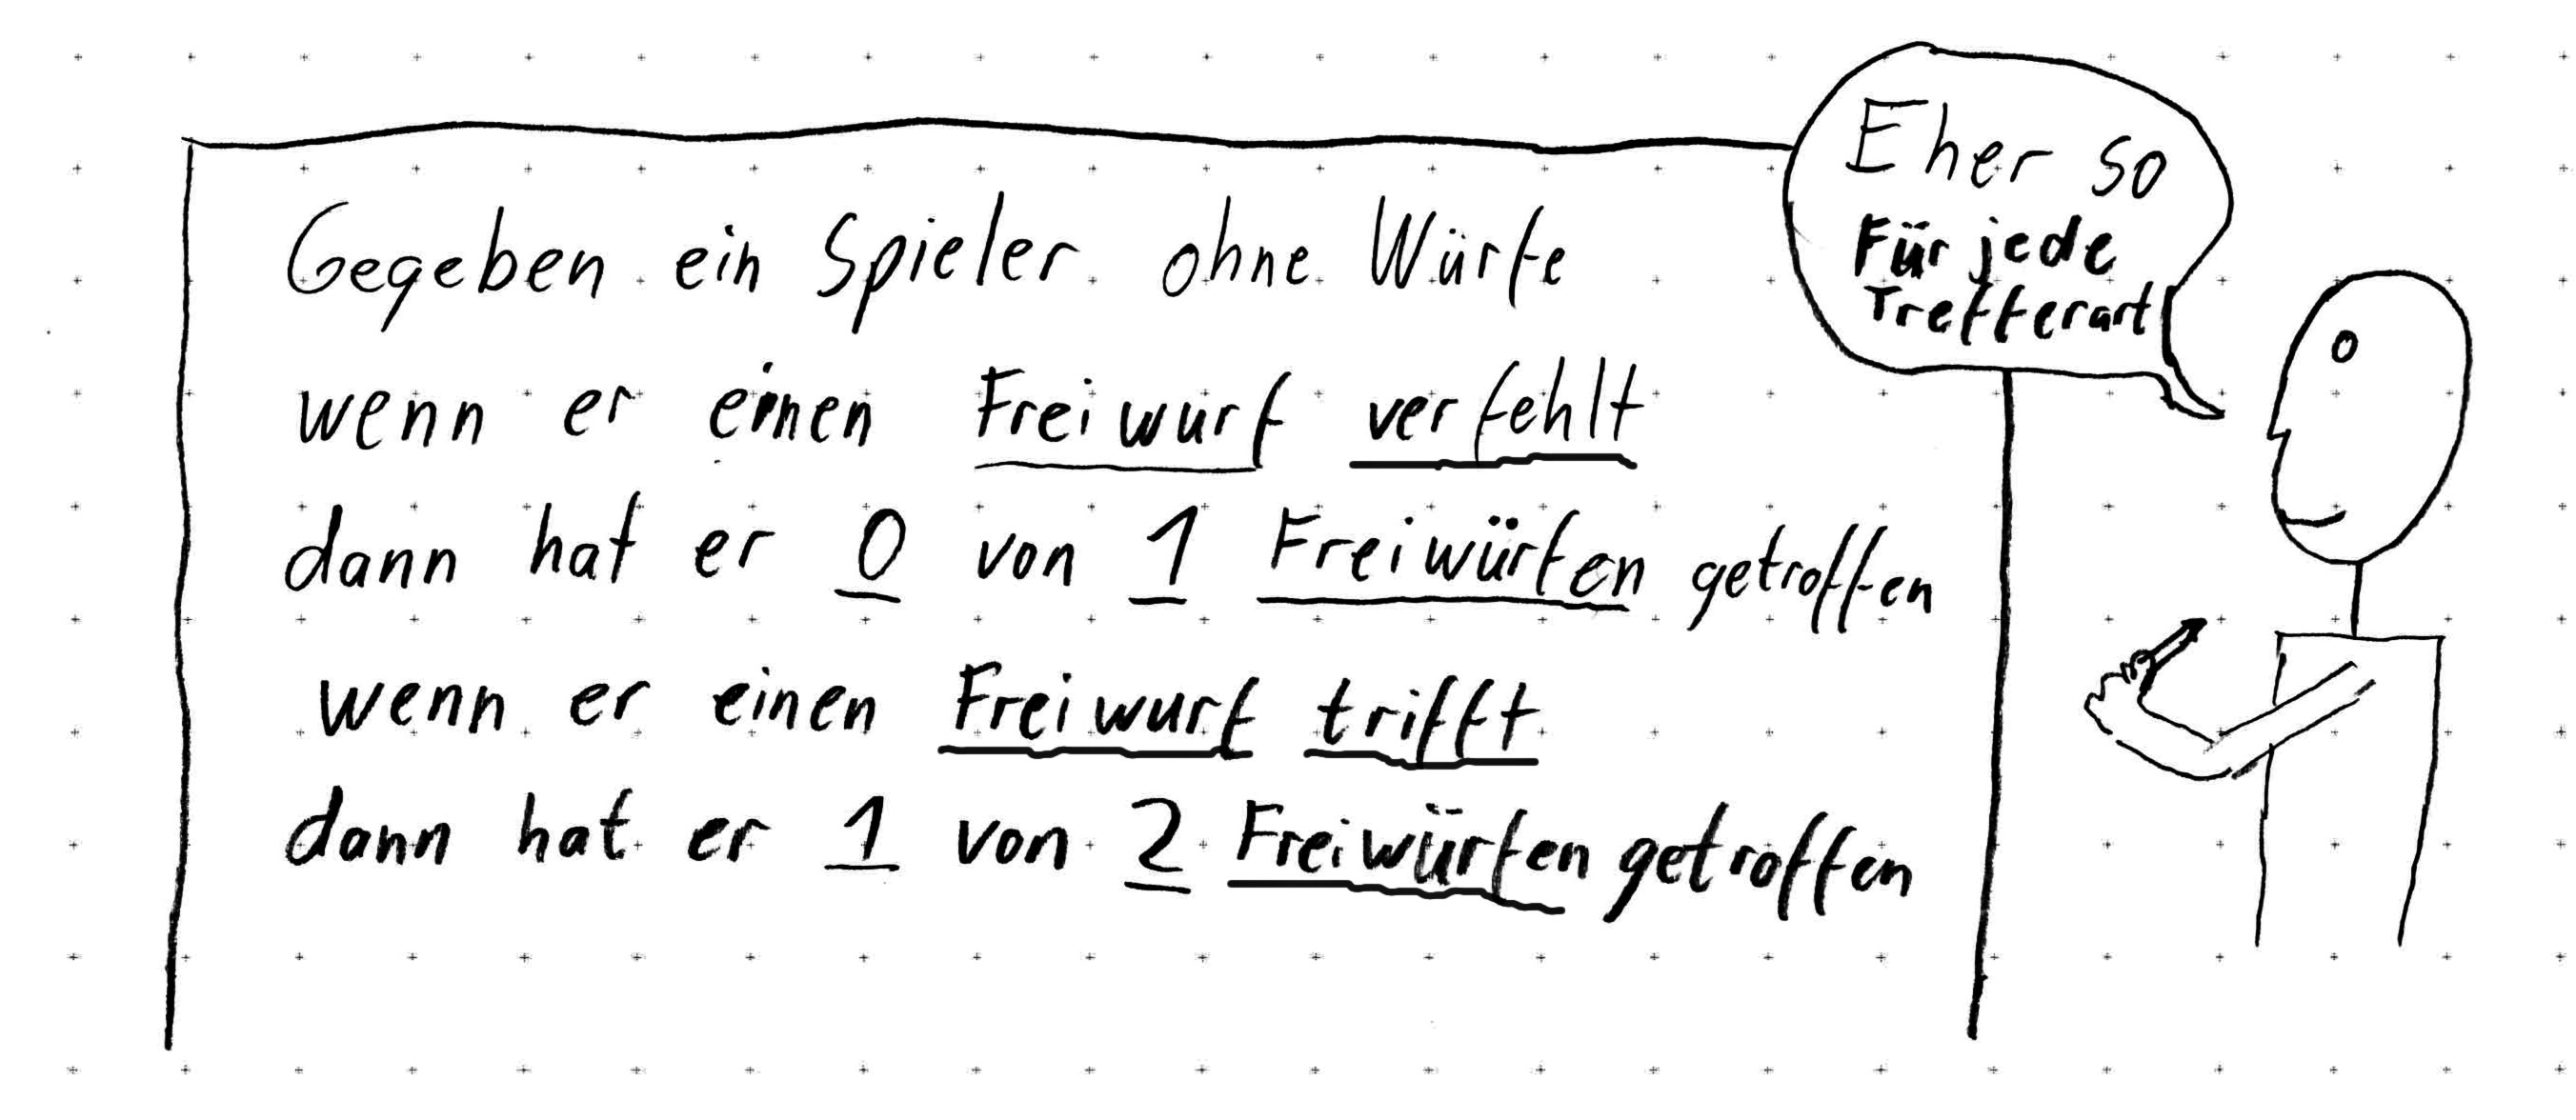 Gegeben ein Spieler ohne Würfe
wenn er einen Freiwurf verfehlt
dann hat er 0 von 1 Freiwürfen getroffen
wenn er einen Freiwurf trifft
dann hat er 1 von 2 Freiwürfen getroffen
Eher so
Für jede
Trefferart